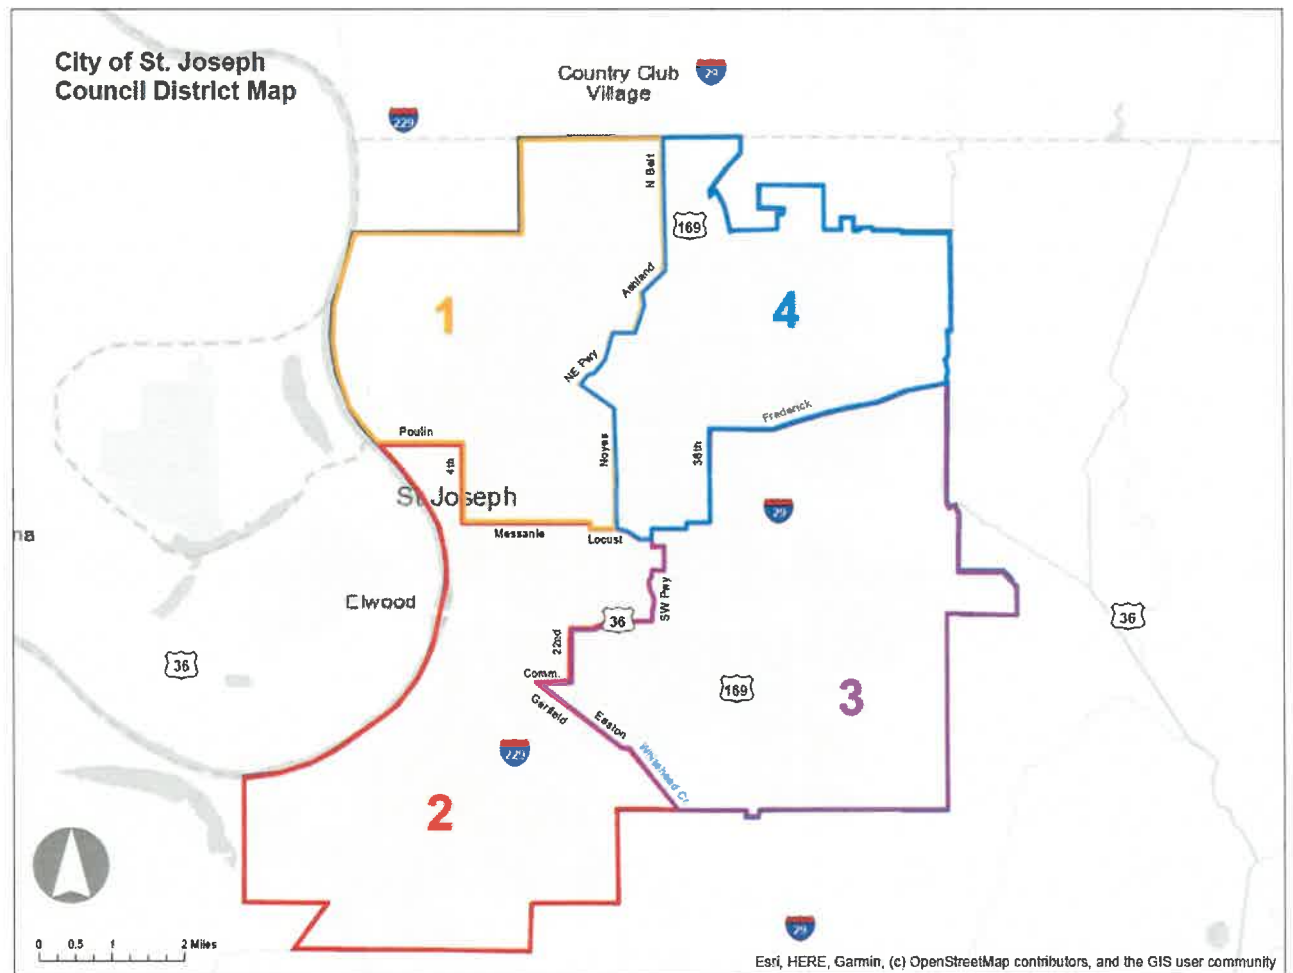 City of St. Joseph
Council District Map
Country Club
Village
29
229
N Belt
169
Ashland
1
4
NE Pwy
Frederick
Poulin
Noyes
36th
4th
St Joseph
29
Messanie
Locust
Elwood
SW Pwy
36
36
22nd
36
Comm.
169
3
Garfield
Easton
229
Whitehead Cr
2
29
0 0.5 1 2 Miles
Esri, HERE, Garmin, (c) OpenStreetMap contributors, and the GIS user community
na